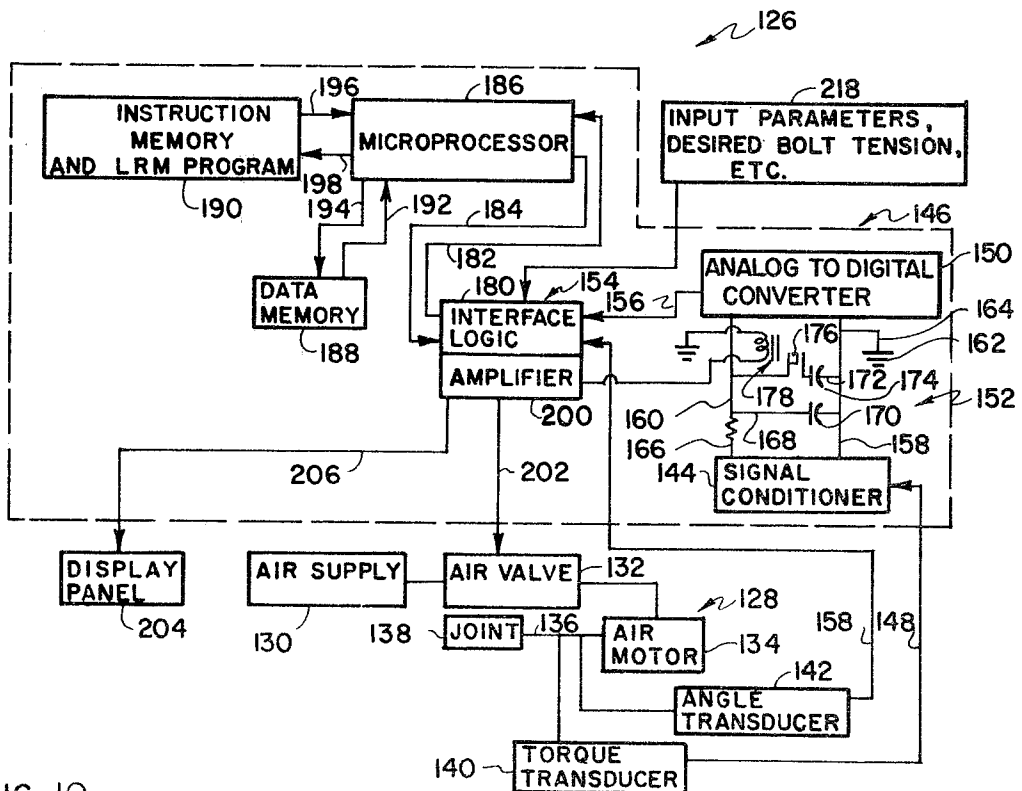 126
196
186
218
INSTRUCTION
MEMORY
AND LRM PROGRAM
MICROPROCESSOR
INPUT PARAMETERS,
DESIRED BOLT TENSION,
ETC.
198
190
194
192
184
182
146
150
ANALOG TO DIGITAL
CONVERTER
180
154
156
164
DATA
MEMORY
188
INTERFACE
LOGIC
176
162
AMPLIFIER
200
178
172
174
160
152
168
170
166
158
206
202
144
SIGNAL
CONDITIONER
DISPLAY
PANEL
204
AIR SUPPLY
130
AIR VALVE
132
128
138
JOINT
136
AIR
MOTOR
134
158
148
142
ANGLE
TRANSDUCER
140
TORQUE
TRANSDUCER